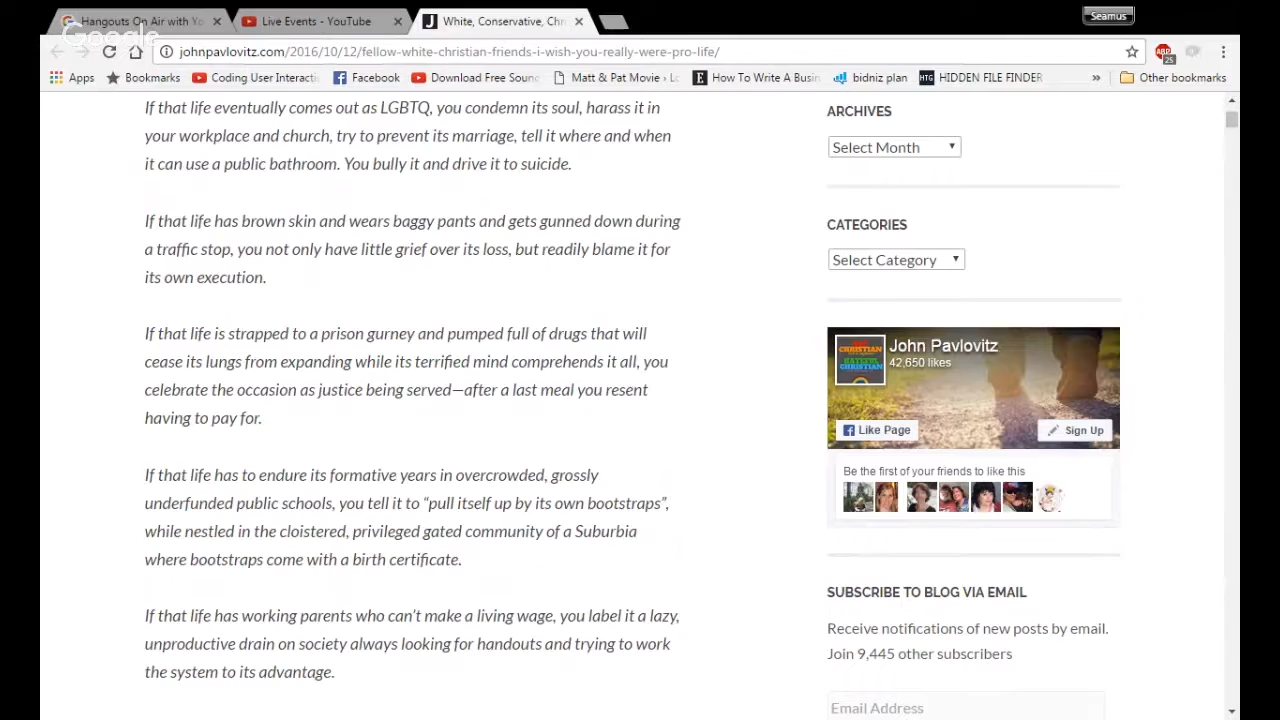 Hangouts On Air with Yo
Live Events - YouTube
White, Conservative, Chri
Seamus
Google
johnpavlovitz.com/2016/10/12/fellow-white-christian-friends-i-wish-you-really-were-pro-life/
ABP
25
Apps
Bookmarks
Coding User Interacti
Facebook
Download Free Soun
Matt & Pat Movie › Lo
How To Write A Busin
bidniz plan
HTG
HIDDEN FILE FINDER
»
Other bookmarks
If that life eventually comes out as LGBTQ, you condemn its soul, harass it in
your workplace and church, try to prevent its marriage, tell it where and when
it can use a public bathroom. You bully it and drive it to suicide.
If that life has brown skin and wears baggy pants and gets gunned down during
a traffic stop, you not only have little grief over its loss, but readily blame it for
its own execution.
If that life is strapped to a prison gurney and pumped full of drugs that will
cease its lungs from expanding while its terrified mind comprehends it all, you
celebrate the occasion as justice being served—after a last meal you resent
having to pay for.
If that life has to endure its formative years in overcrowded, grossly
underfunded public schools, you tell it to “pull itself up by its own bootstraps”,
while nestled in the cloistered, privileged gated community of a Suburbia
where bootstraps come with a birth certificate.
If that life has working parents who can’t make a living wage, you label it a lazy,
unproductive drain on society always looking for handouts and trying to work
the system to its advantage.
ARCHIVES
Select Month
CATEGORIES
Select Category
John Pavlovitz
42,650 likes
Like Page
Sign Up
Be the first of your friends to like this
SUBSCRIBE TO BLOG VIA EMAIL
Receive notifications of new posts by email.
Join 9,445 other subscribers
Email Address